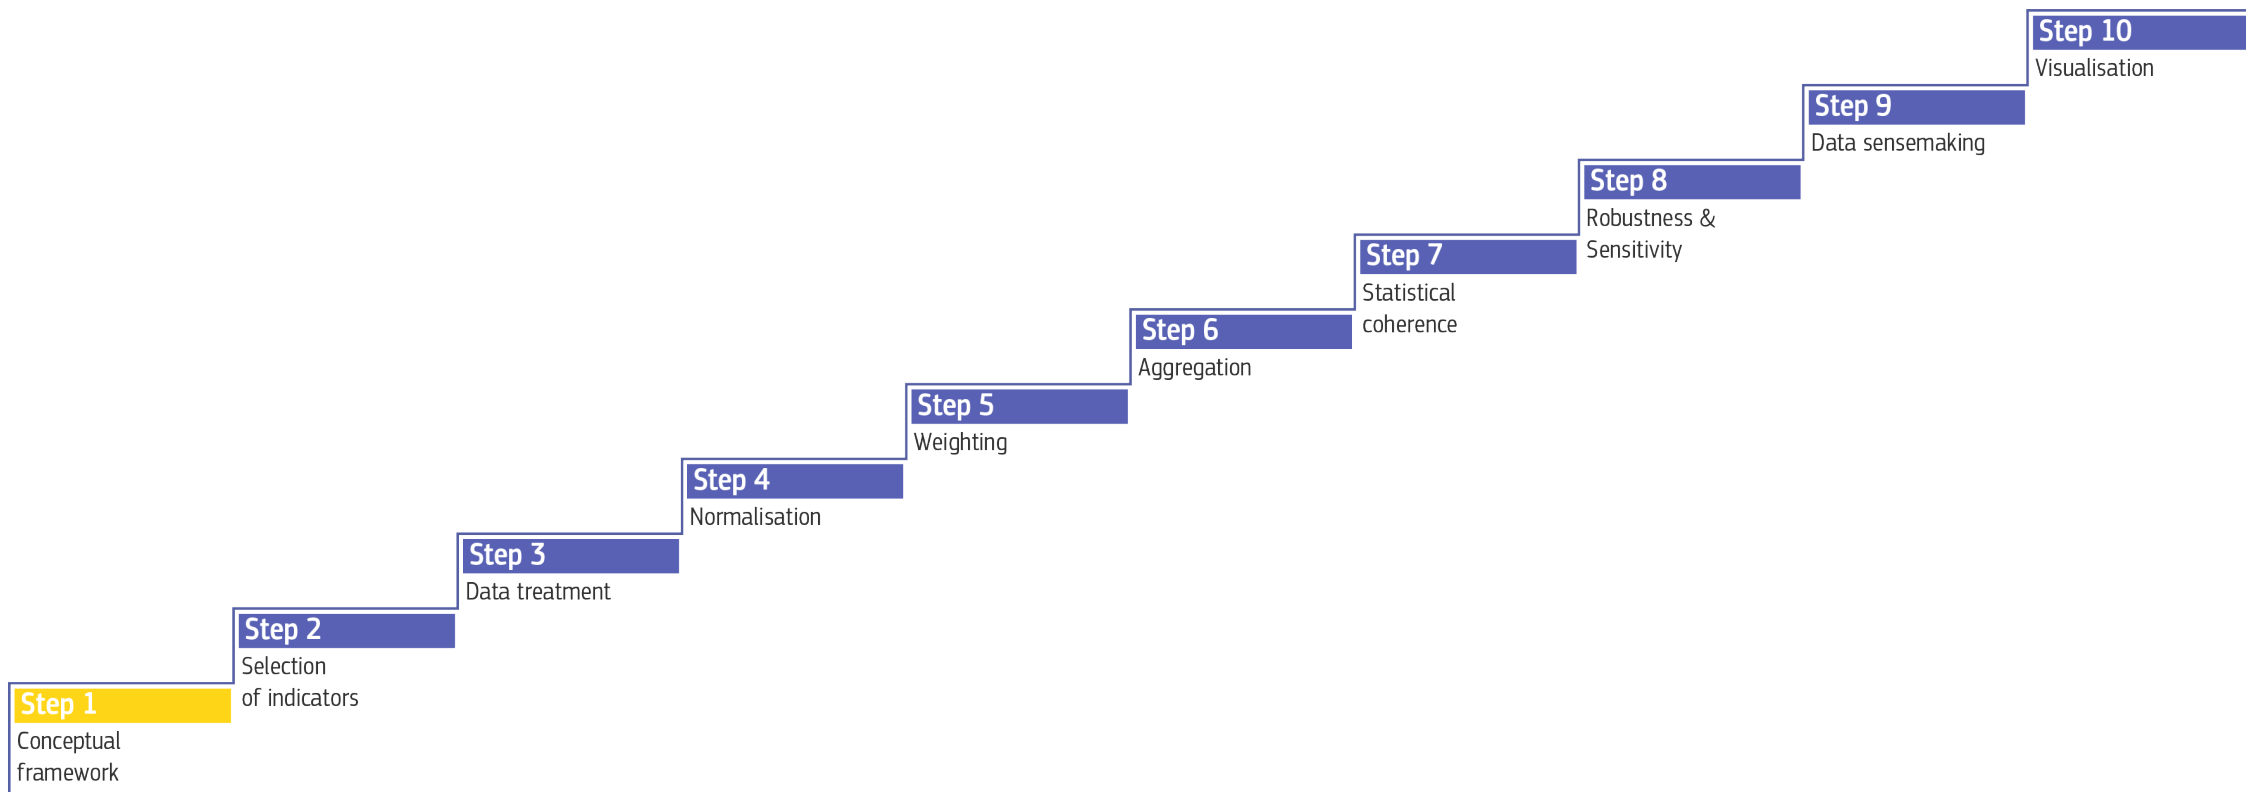 Step 10
Visualisation
Step 9
Data sensemaking
Step 8
Robustness &
Sensitivity
Step 7
Statistical
coherence
Step 6
Aggregation
Step 5
Weighting
Step 4
Normalisation
Step 3
Data treatment
Step 2
Selection
of indicators
Step 1
Conceptual
framework